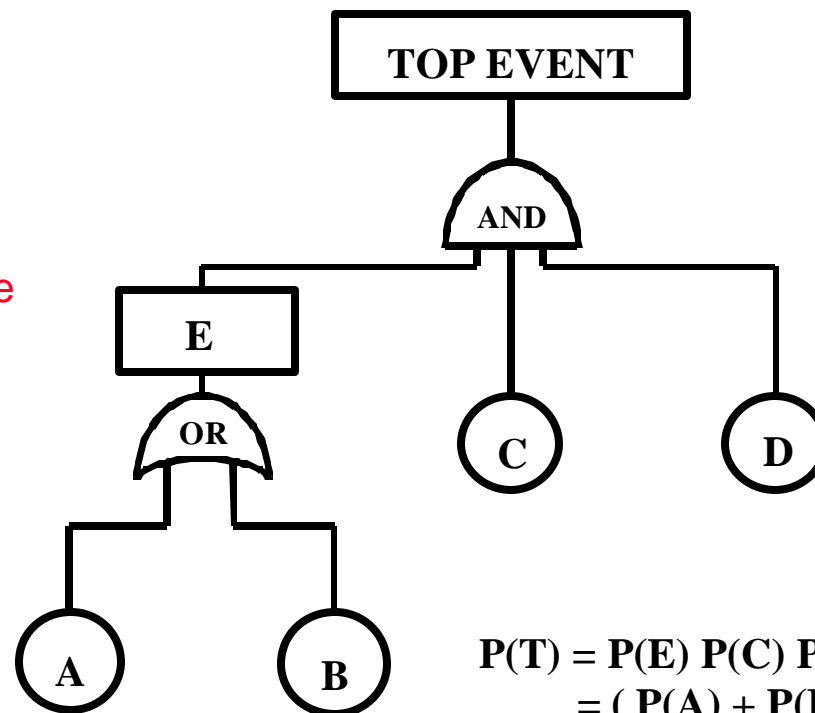 TOP EVENT
AND
e
E
OR
C
D
A
B
P(T) = P(E) P(C) P
= ( P(A) + P(